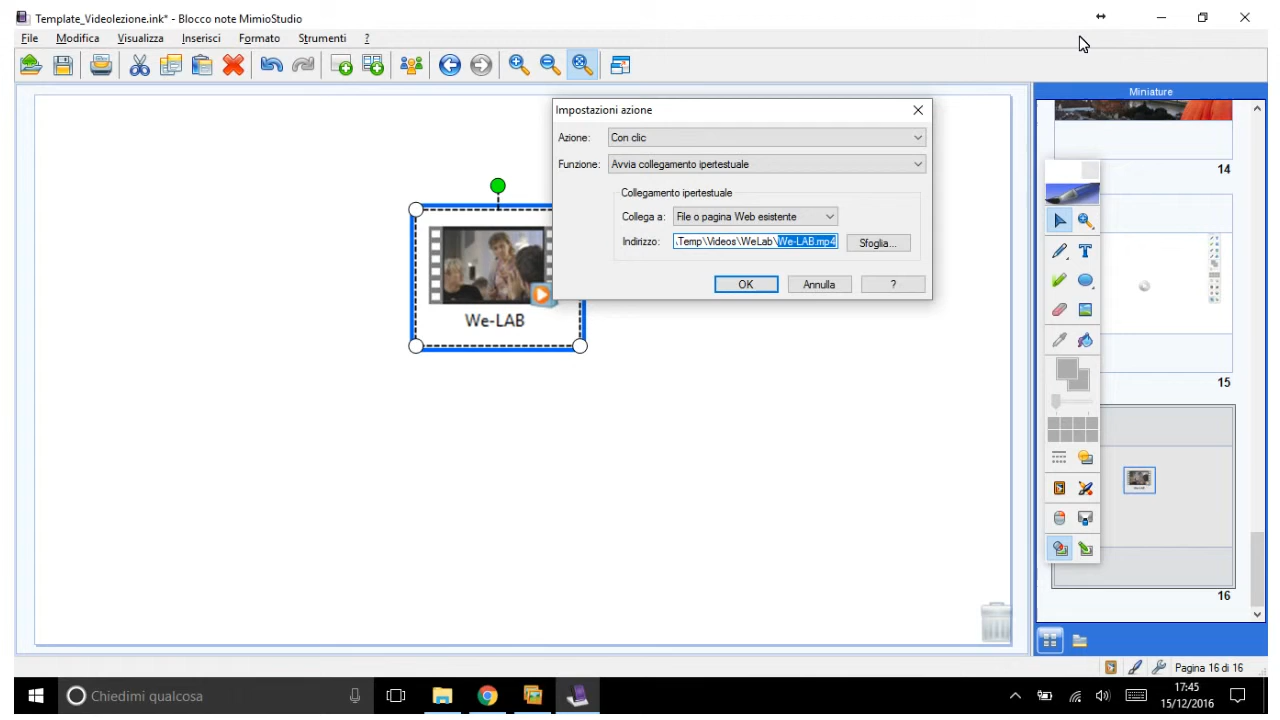 Template_Videolezione.ink* - Blocco note MimioStudio
File Modifica Visualizza Inserisci Formato Strumenti ?
Miniature
Impostazioni azione
Azione: Con clic
Funzione: Avvia collegamento ipertestuale
Collegamento ipertestuale
Collega a: File o pagina Web esistente
Indirizzo: .Temp\Videos\WeLab\We-LAB.mp4 Sfoglia...
OK Annulla ?
We-LAB
14
15
16
Pagina 16 di 16
Chiedimi qualcosa
17:45
15/12/2016